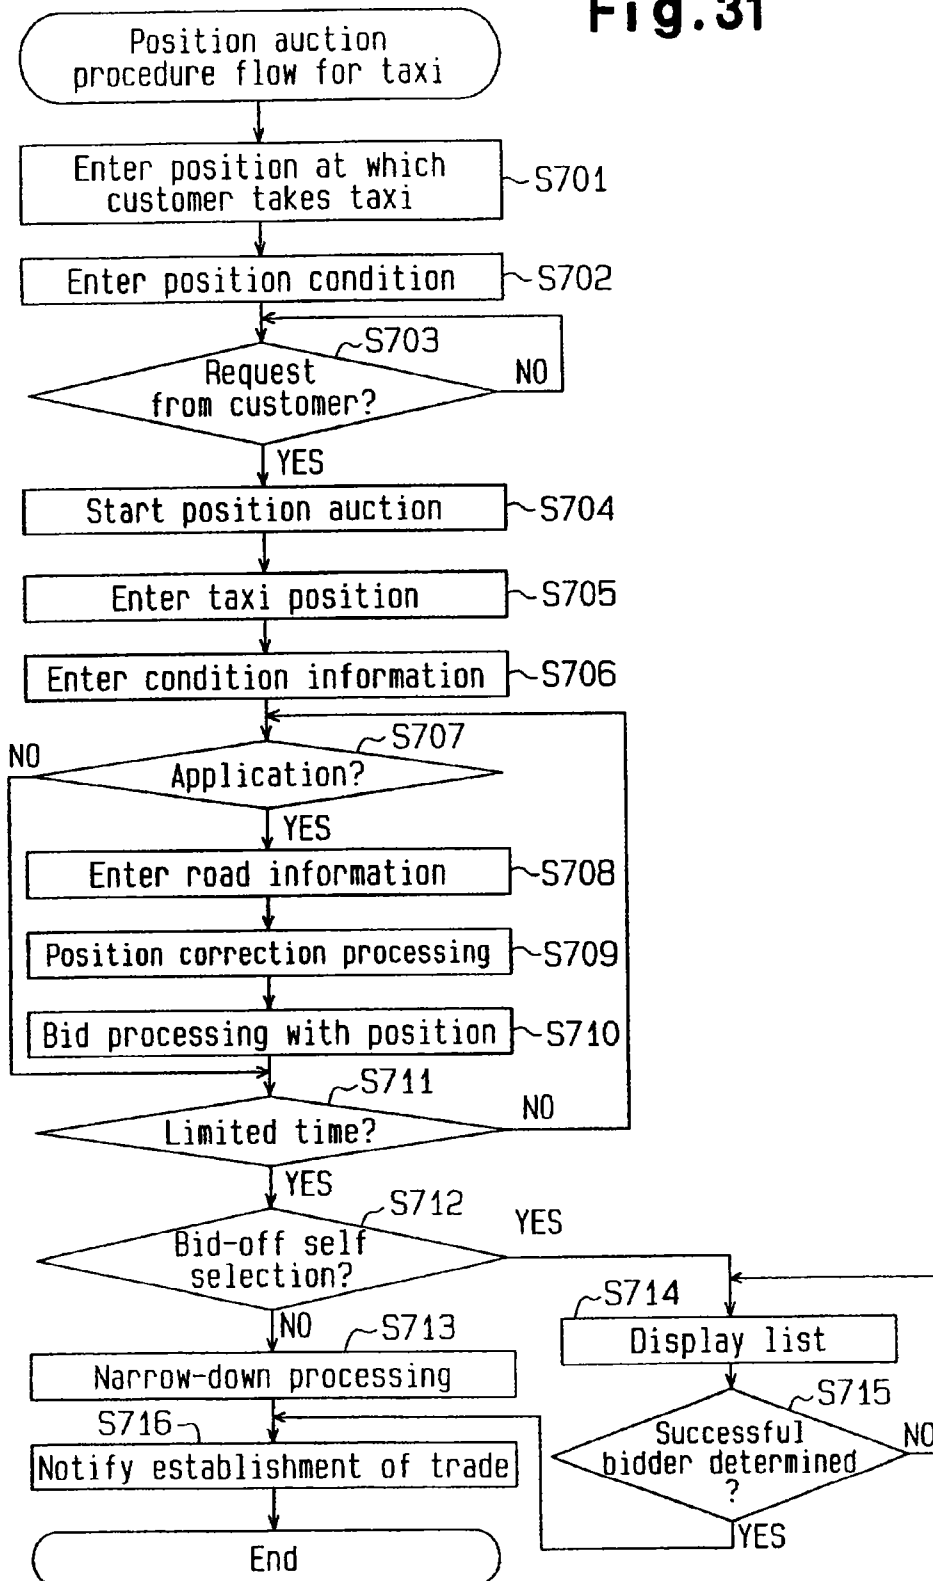 Fig.31
Position auction
procedure flow for taxi
Enter position at which
customer takes taxi
S701
Enter position condition
S702
S703
Request
from customer?
NO
YES
Start position auction
S704
Enter taxi position
S705
Enter condition information
S706
S707
NO
Application?
YES
Enter road information
S708
Position correction processing
S709
Bid processing with position
S710
S711
Limited time?
NO
YES
S712
Bid-off self
selection?
YES
NO
S713
Narrow-down processing
S714
Display list
S715
Successful
bidder determined
?
NO
YES
S716
Notify establishment of trade
End